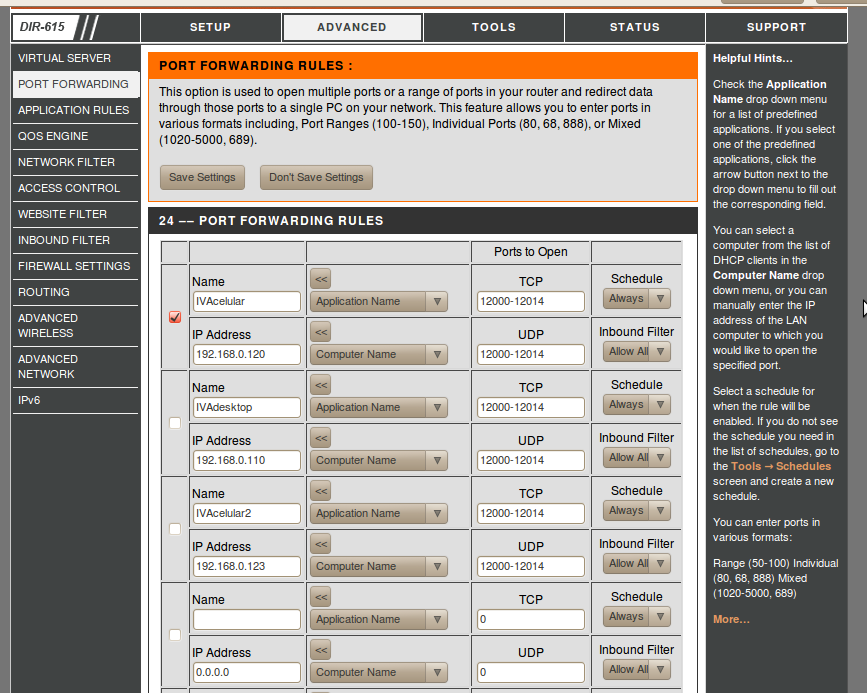 DIR-615
SETUP
ADVANCED
TOOLS
STATUS
SUPPORT
VIRTUAL SERVER
PORT FORWARDING
APPLICATION RULES
QOS ENGINE
NETWORK FILTER
ACCESS CONTROL
WEBSITE FILTER
INBOUND FILTER
FIREWALL SETTINGS
ROUTING
ADVANCED
WIRELESS
ADVANCED
NETWORK
IPv6
PORT FORWARDING RULES :
This option is used to open multiple ports or a range of ports in your router and redirect data
through those ports to a single PC on your network. This feature allows you to enter ports in
various formats including, Port Ranges (100-150), Individual Ports (80, 68, 888), or Mixed
(1020-5000, 689).
Save Settings
Don't Save Settings
24 –– PORT FORWARDING RULES
Ports to Open
Name
<<
TCP
Schedule
IVAcelular
Application Name
12000-12014
Always
IP Address
<<
UDP
Inbound Filter
192.168.0.120
Computer Name
12000-12014
Allow All
Name
<<
TCP
Schedule
IVAdesktop
Application Name
12000-12014
Always
IP Address
<<
UDP
Inbound Filter
192.168.0.110
Computer Name
12000-12014
Allow All
Name
<<
TCP
Schedule
IVAcelular2
Application Name
12000-12014
Always
IP Address
<<
UDP
Inbound Filter
192.168.0.123
Computer Name
12000-12014
Allow All
Name
<<
TCP
Schedule
Application Name
0
Always
IP Address
<<
UDP
Inbound Filter
0.0.0.0
Computer Name
0
Allow All
Helpful Hints...
Check the Application
Name drop down menu
for a list of predefined
applications. If you select
one of the predefined
applications, click the
arrow button next to the
drop down menu to fill out
the corresponding field.
You can select a
computer from the list of
DHCP clients in the
Computer Name drop
down menu, or you can
manually enter the IP
address of the LAN
computer to which you
would like to open the
specified port.
Select a schedule for
when the rule will be
enabled. If you do not see
the schedule you need in
the list of schedules, go to
the Tools → Schedules
screen and create a new
schedule.
You can enter ports in
various formats:
Range (50-100) Individual
(80, 68, 888) Mixed
(1020-5000, 689)
More...